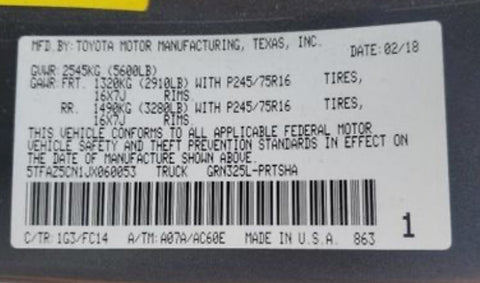 MFD. BY: TOYOTA MOTOR MANUFACTURING, TEXAS, INC.
DATE: 02/18
GVWR: 2545KG (5600LB)
GAWR: FRT. 1320KG (2910LB) WITH P245/75R16 TIRES,
16X7J RIMS
RR. 1490KG (3280LB) WITH P245/75R16 TIRES,
16X7J RIMS
THIS VEHICLE CONFORMS TO ALL APPLICABLE FEDERAL MOTOR
VEHICLE SAFETY AND THEFT PREVENTION STANDARDS IN EFFECT ON
THE DATE OF MANUFACTURE SHOWN ABOVE.
5TFAZ5CN1JX060053 TRUCK GRN325L-PRTSHA
C/TR: 1G3/FC14 A/TM: A07A/AC60E MADE IN U.S.A. 863
1